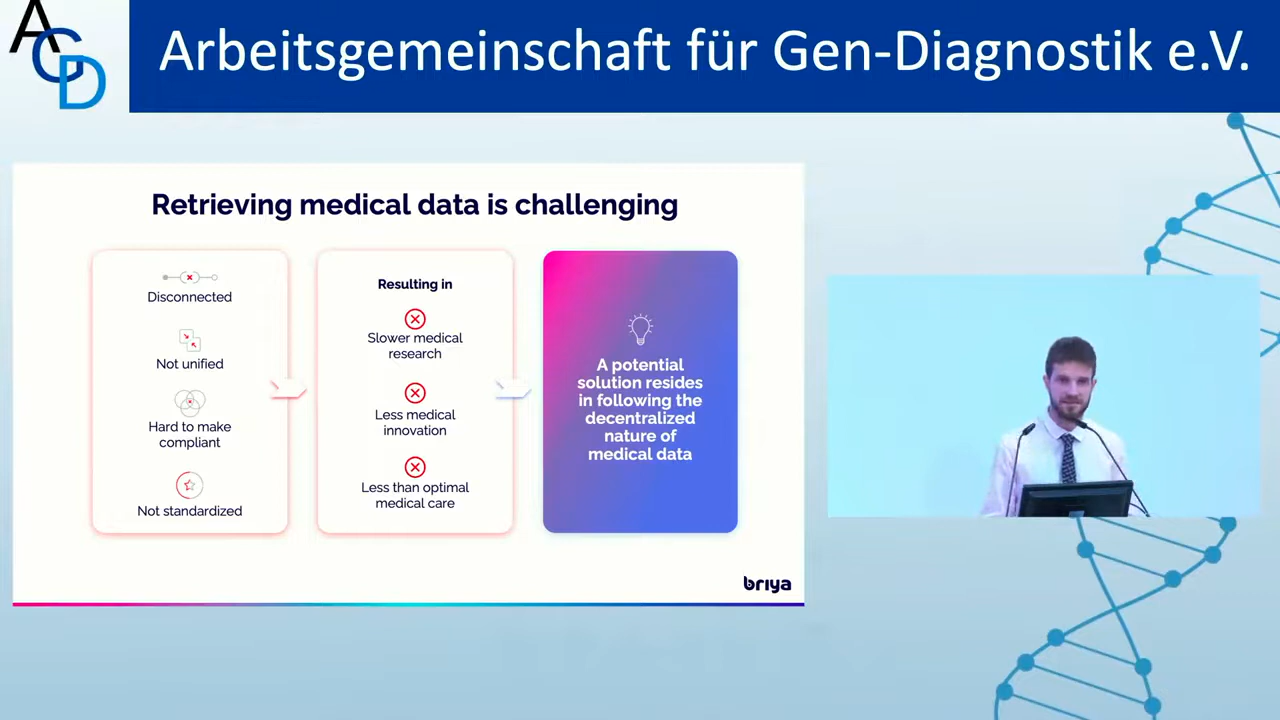 AGD
Arbeitsgemeinschaft für Gen-Diagnostik e.V.
Retrieving medical data is challenging
Disconnected
Not unified
Hard to make
compliant
Not standardized
Resulting in
Slower medical
research
Less medical
innovation
Less than optimal
medical care
A potential
solution resides
in following the
decentralized
nature of
medical data
briya